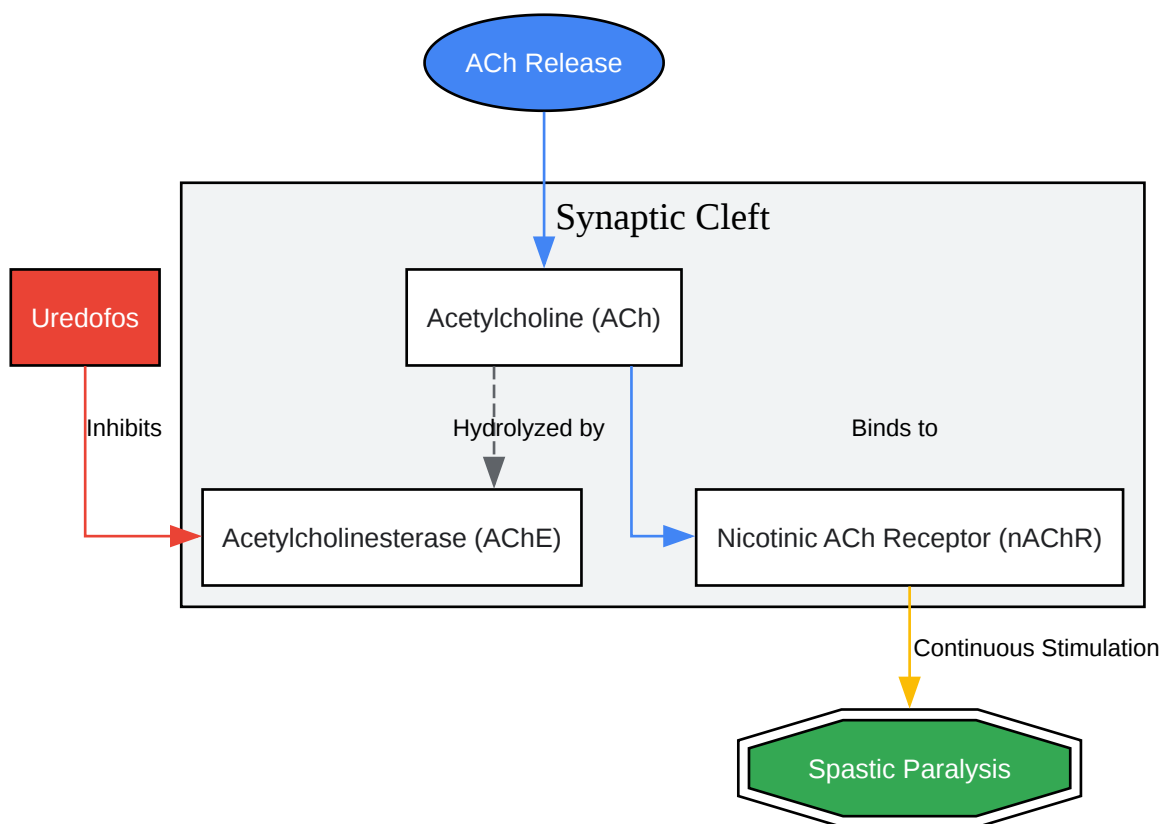 ACh Release
Synaptic Cleft
Uredofos
Acetylcholine (ACh)
Inhibits
Hydrolyzed by
Binds to
Acetylcholinesterase (AChE)
Nicotinic ACh Receptor (nAChR)
Continuous Stimulation
Spastic Paralysis